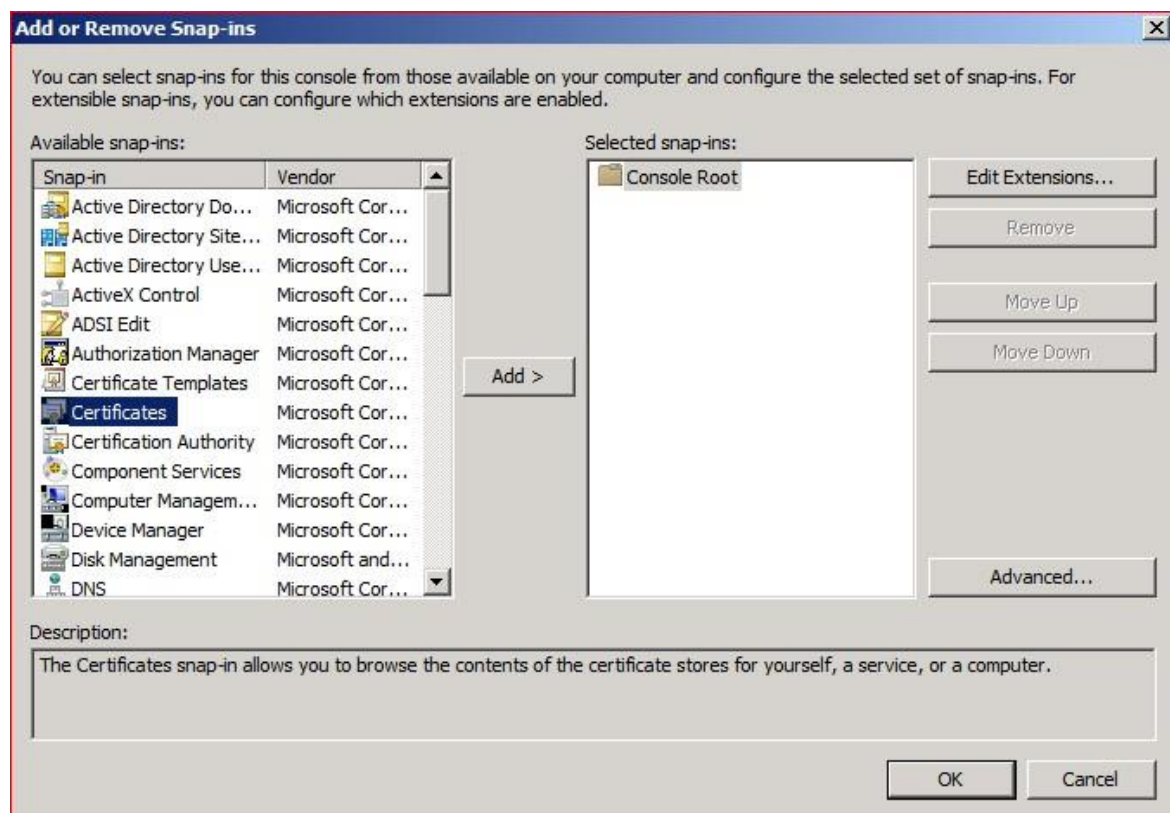 Add or Remove Snap-ins
You can select snap-ins for this console from those available on your computer and configure the selected set of snap-ins. For
extensible snap-ins, you can configure which extensions are enabled.
Available snap-ins:
Selected snap-ins:
Snap-in Vendor
Active Directory Do... Microsoft Cor...
Active Directory Site... Microsoft Cor...
Active Directory Use... Microsoft Cor...
ActiveX Control Microsoft Cor...
ADSI Edit Microsoft Cor...
Authorization Manager Microsoft Cor...
Certificate Templates Microsoft Cor...
Certificates Microsoft Cor...
Certification Authority Microsoft Cor...
Component Services Microsoft Cor...
Computer Managem... Microsoft Cor...
Device Manager Microsoft Cor...
Disk Management Microsoft and...
DNS Microsoft Cor...
Add >
Console Root
Edit Extensions...
Remove
Move Up
Move Down
Advanced...
Description:
The Certificates snap-in allows you to browse the contents of the certificate stores for yourself, a service, or a computer.
OK
Cancel